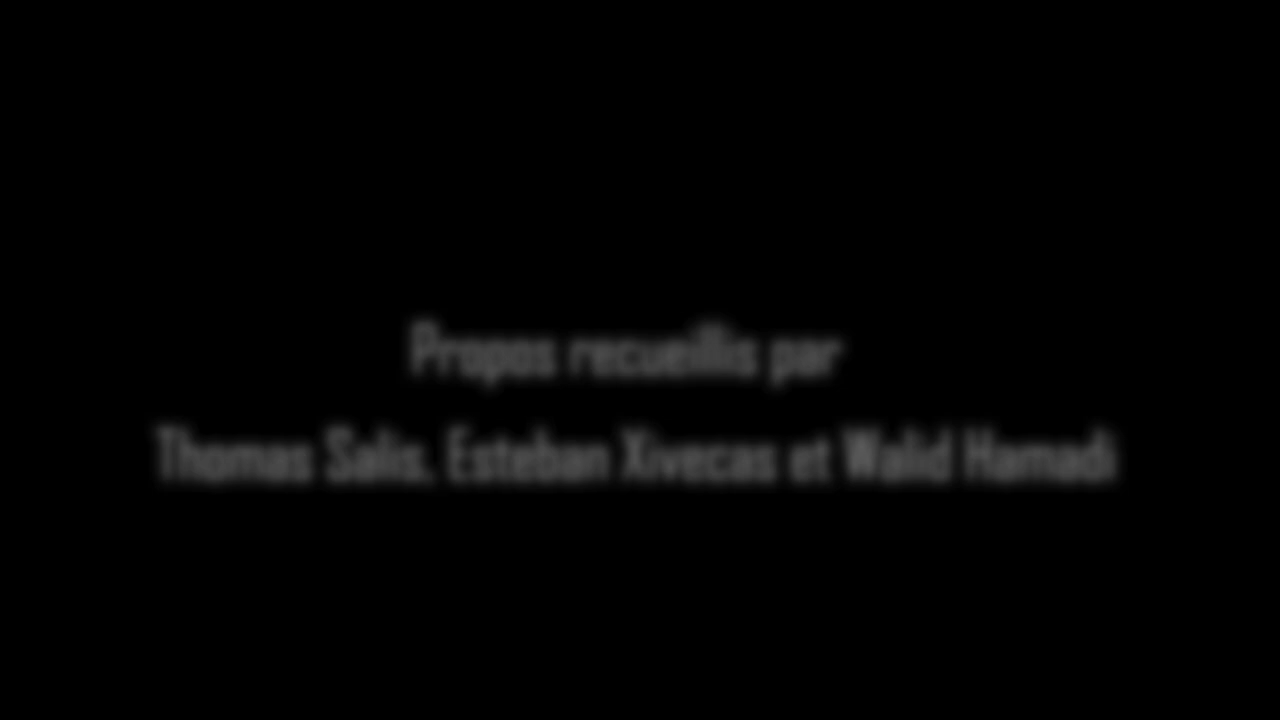 Propos recueillis par
Thomas Salis, Esteban Xivecas et Walid Hamadi